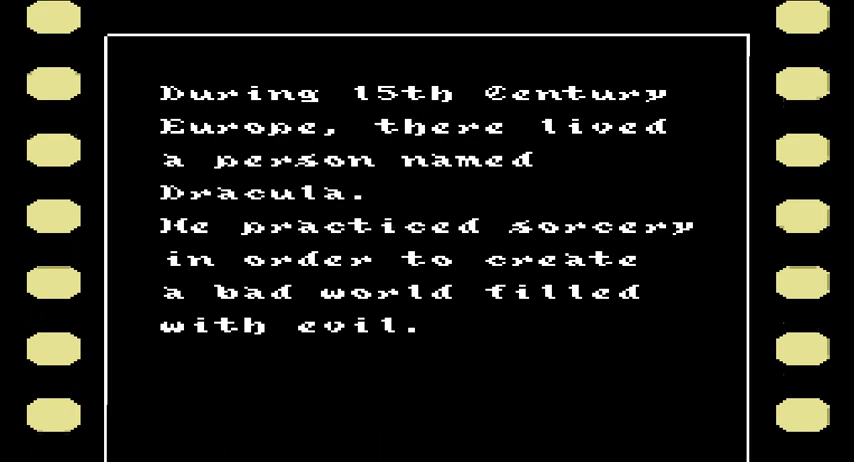 During 15th Century
Europe, there lived
a person named
Dracula.
He practiced sorcery
in order to create
a bad world filled
with evil.